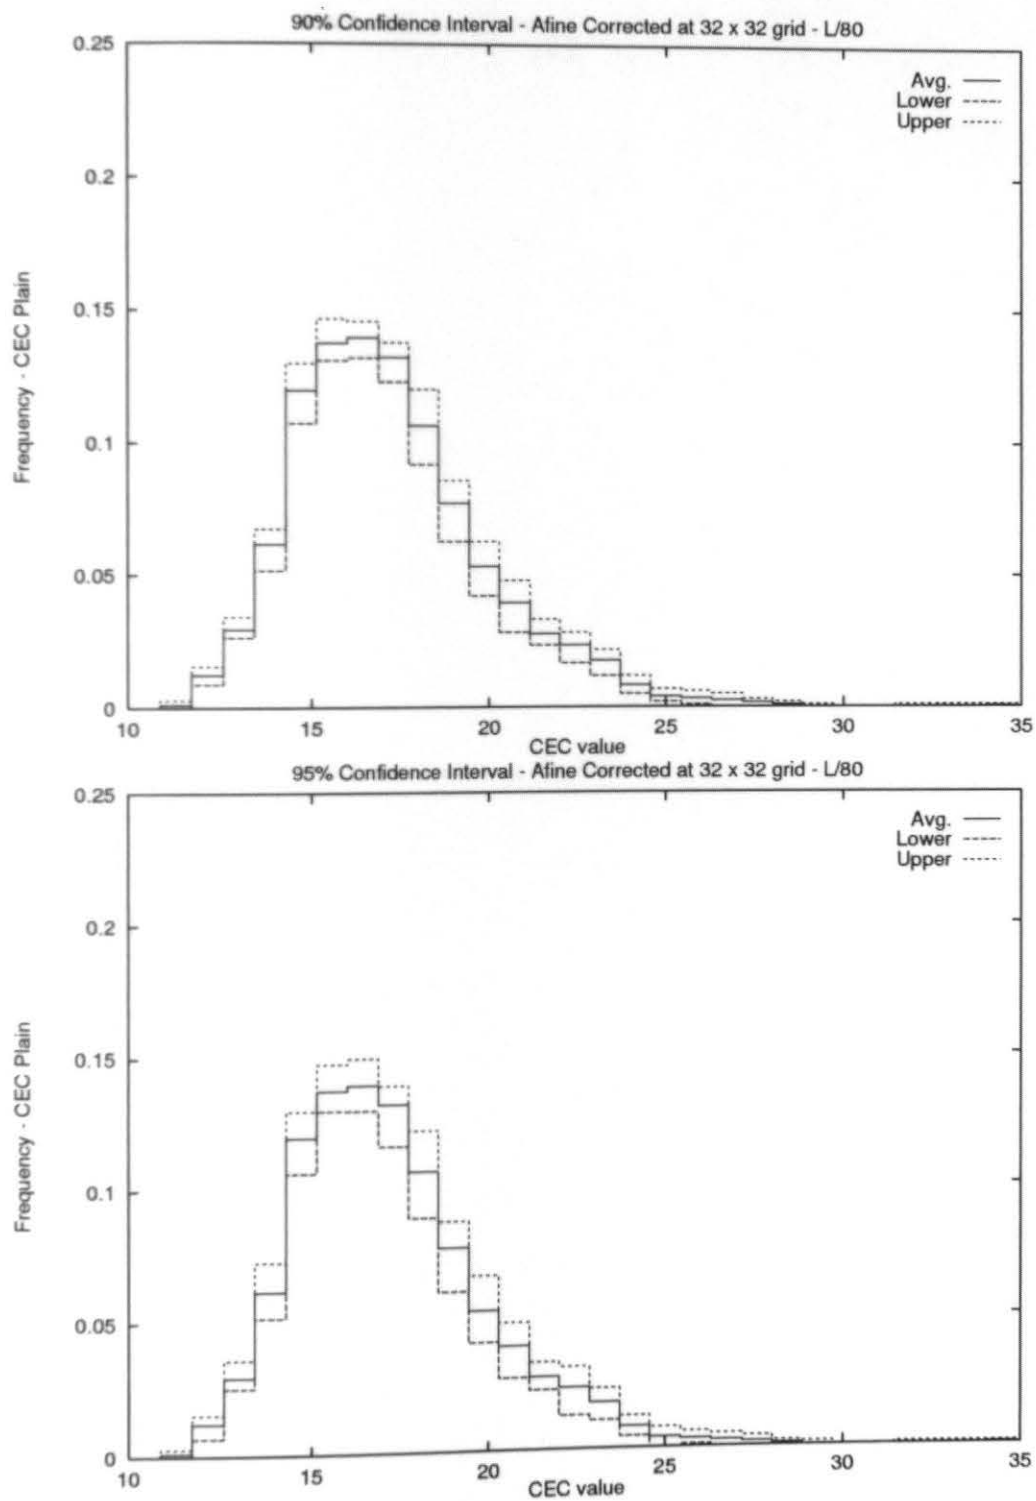 90% Confidence Interval - Afine Corrected at 32 x 32 grid - L/80
0.25
0.2
0.15
0.1
0.05
0
Frequency - CEC Plain
Avg.
Lower
Upper
10
15
20
25
30
35
CEC value
95% Confidence Interval - Afine Corrected at 32 x 32 grid - L/80
0.25
0.2
0.15
0.1
0.05
0
Frequency - CEC Plain
Avg.
Lower
Upper
10
15
20
25
30
35
CEC value